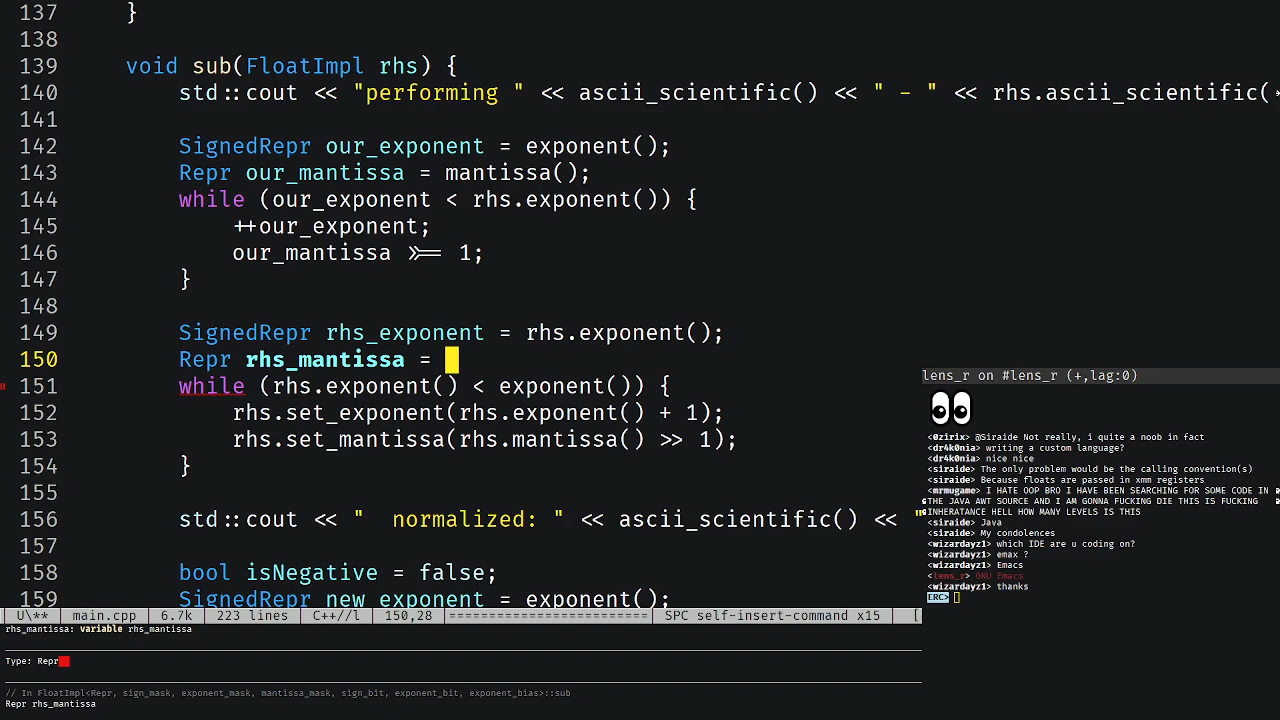 137     }
138
139     void sub(FloatImpl rhs) {
140         std::cout << "performing " << ascii_scientific() << " - " << rhs.ascii_scientific(
141
142         SignedRepr our_exponent = exponent();
143         Repr our_mantissa = mantissa();
144         while (our_exponent < rhs.exponent()) {
145             ++our_exponent;
146             our_mantissa >>= 1;
147         }
148
149         SignedRepr rhs_exponent = rhs.exponent();
150         Repr rhs_mantissa =
151         while (rhs.exponent() < exponent()) {
152             rhs.set_exponent(rhs.exponent() + 1);
153             rhs.set_mantissa(rhs.mantissa() >> 1);
154         }
155
156         std::cout << "  normalized: " << ascii_scientific() << "
157
158         bool isNegative = false;
159         SignedRepr new_exponent = exponent();
U\** main.cpp 6.7k 223 lines C++//l 150,28 ========================= SPC self-insert-command x15 [
rhs_mantissa: variable rhs_mantissa
Type: Repr
// In FloatImpl<Repr, sign_mask, exponent_mask, mantissa_mask, sign_bit, exponent_bit, exponent_bias>::sub
Repr rhs_mantissa
lens_r on #lens_r (+,lag:0)
<0zirix> @Siraide Not really, i quite a noob in fact
<dr4k0nia> writing a custom language?
<dr4k0nia> nice nice
<siraide> The only problem would be the calling convention(s)
<siraide> Because floats are passed in xmm registers
<mrmugame> I HATE OOP BRO I HAVE BEEN SEARCHING FOR SOME CODE IN
THE JAVA AWT SOURCE AND I AM GONNA FUCKING DIE THIS IS FUCKING
INHERATANCE HELL HOW MANY LEVELS IS THIS
<siraide> Java
<siraide> My condolences
<wizardayz1> which IDE are u coding on?
<wizardayz1> emax ?
<wizardayz1> Emacs
<lens_r> GNU Emacs
<wizardayz1> thanks
ERC>